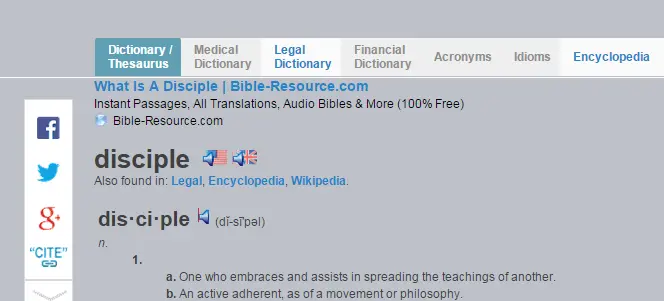 Dictionary / Thesaurus
Medical Dictionary
Legal Dictionary
Financial Dictionary
Acronyms
Idioms
Encyclopedia
What Is A Disciple | Bible-Resource.com
Instant Passages, All Translations, Audio Bibles & More (100% Free)
Bible-Resource.com
f
g+
“CITE”
disciple
Also found in: Legal, Encyclopedia, Wikipedia.
dis·ci·ple (dĭ-sī′pəl)
n.
1.
a. One who embraces and assists in spreading the teachings of another.
b. An active adherent, as of a movement or philosophy.